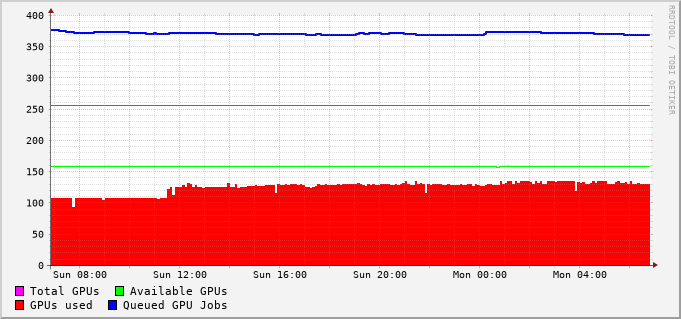 400
350
300
250
200
150
100
50
0
Sun 08:00 Sun 12:00 Sun 16:00 Sun 20:00 Mon 00:00 Mon 04:00
Total GPUs Available GPUs
GPUs used Queued GPU Jobs
RRDTOOL / TOBI OETIKER